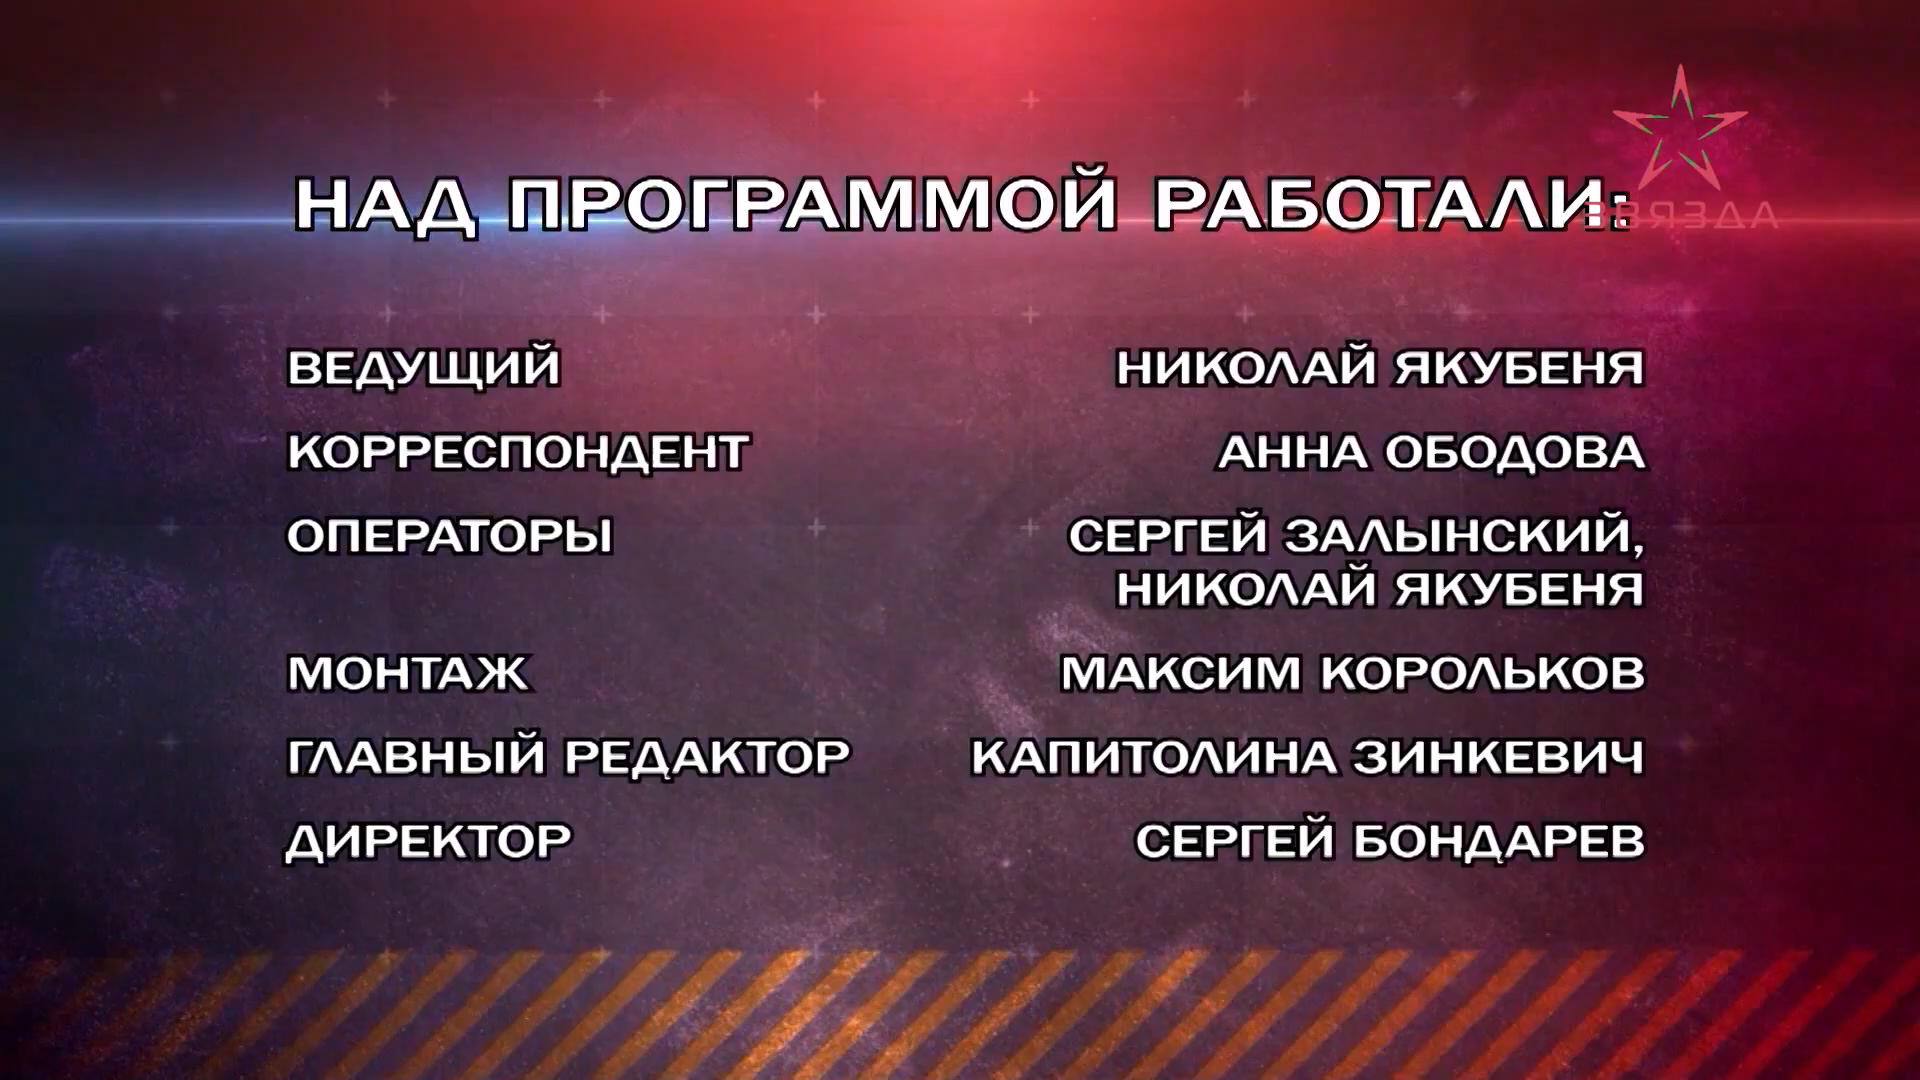 НАД ПРОГРАММОЙ РАБОТАЛИ:
ЗВЯЗДА
ВЕДУЩИЙ НИКОЛАЙ ЯКУБЕНЯ
КОРРЕСПОНДЕНТ АННА ОБОДОВА
ОПЕРАТОРЫ СЕРГЕЙ ЗАЛЫНСКИЙ,
НИКОЛАЙ ЯКУБЕНЯ
МОНТАЖ МАКСИМ КОРОЛЬКОВ
ГЛАВНЫЙ РЕДАКТОР КАПИТОЛИНА ЗИНКЕВИЧ
ДИРЕКТОР СЕРГЕЙ БОНДАРЕВ